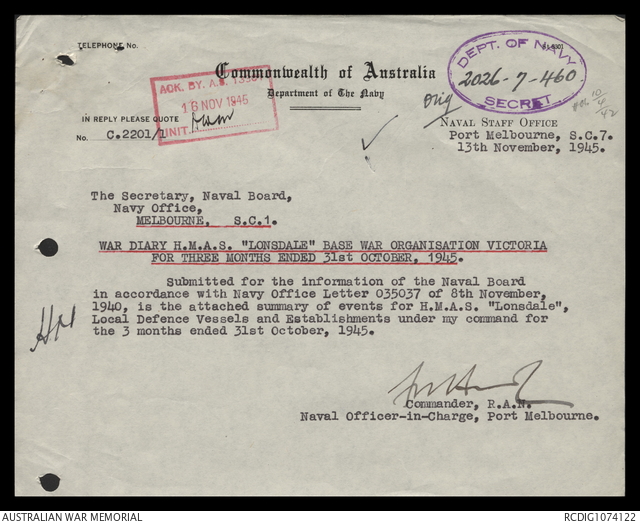 TELEPHONE No.
Commonwealth of Australia
Department of The Navy
DEPT. OF NAVY
2026-7-460
SECRET
ACK. BY A.S.
16 NOV 1945
UNIT
IN REPLY PLEASE QUOTE
No. C.2201/1
Orig
NAVAL STAFF OFFICE
Port Melbourne, S.C.7.
13th November, 1945.
The Secretary, Naval Board,
Navy Office,
MELBOURNE, S.C.1.
WAR DIARY H.M.A.S. "LONSDALE" BASE WAR ORGANISATION VICTORIA
FOR THREE MONTHS ENDED 31st OCTOBER, 1945.
Submitted for the information of the Naval Board
in accordance with Navy Office Letter 035037 of 8th November,
1940, is the attached summary of events for H.M.A.S. "Lonsdale",
Local Defence Vessels and Establishments under my command for
the 3 months ended 31st October, 1945.
Commander, R.A.N.
Naval Officer-in-Charge, Port Melbourne.
AUSTRALIAN WAR MEMORIAL
RCDIG1074122